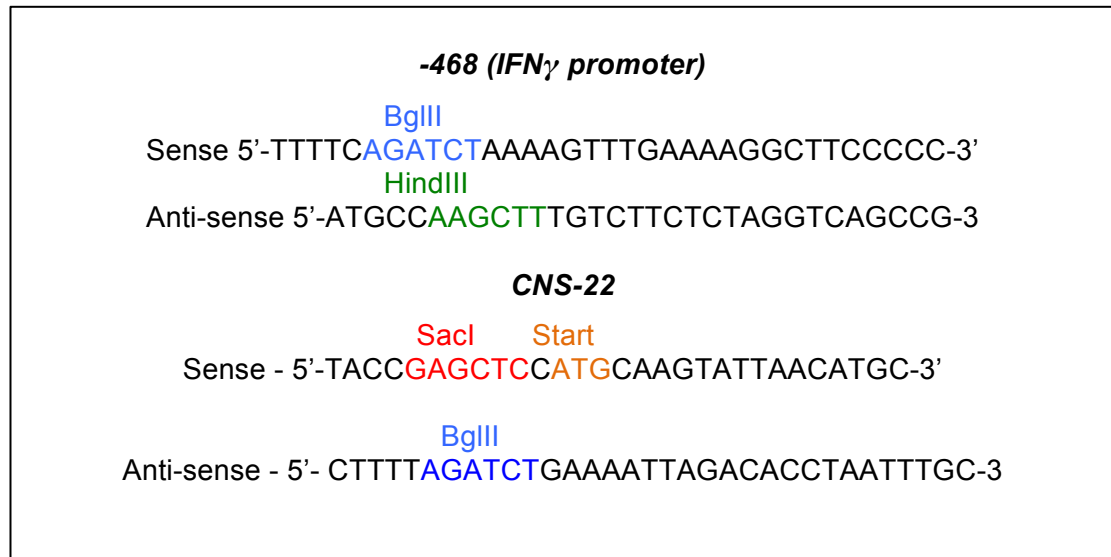 -468 (IFNγ promoter)
BglII
Sense 5’-TTTTCAGATCTAAAAGTTTGAAAAGGCTTCCCCC-3’
HindIII
Anti-sense 5’-ATGCCAAGCTTTGTCTTCTCTAGGTCAGCCG-3
CNS-22
SacI Start
Sense - 5’-TACCGAGCTCCATGCAAGTATTAACATGC-3’
BglII
Anti-sense - 5’- CTTTTAGATCTGAAAATTAGACACCTAATTTGC-3